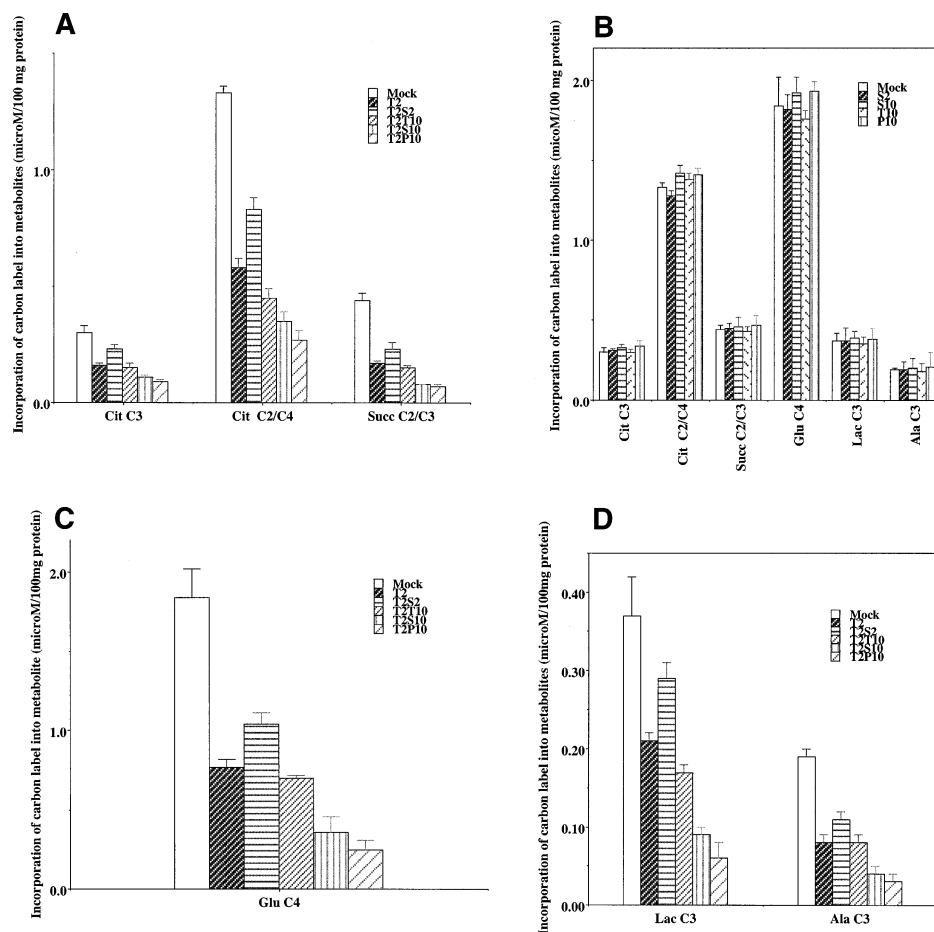 A
Incorporation of carbon label into metabolites (microM/100 mg protein)
1.0
0.0
Mock
T2
T2S2
T2T10
T2S10
T2P10
Cit C3
Cit C2/C4
Succ C2/C3
B
Incorporation of carbon label into metabolites (micoM/100 mg protein)
2.0
1.0
0.0
Mock
S2
S10
T10
P10
Cit C3
Cit C2/C4
Succ C2/C3
Glu C4
Lac C3
Ala C3
C
Incorporation of carbon label into metabolite (microM/100mg protein)
2.0
1.0
0.0
Mock
T2
T2S2
T2T10
T2S10
T2P10
Glu C4
D
Incorporation of carbon label into metabolites (microM/100mg protein)
0.40
0.30
0.20
0.10
0.00
Mock
T2
T2S2
T2T10
T2S10
T2P10
Lac C3
Ala C3